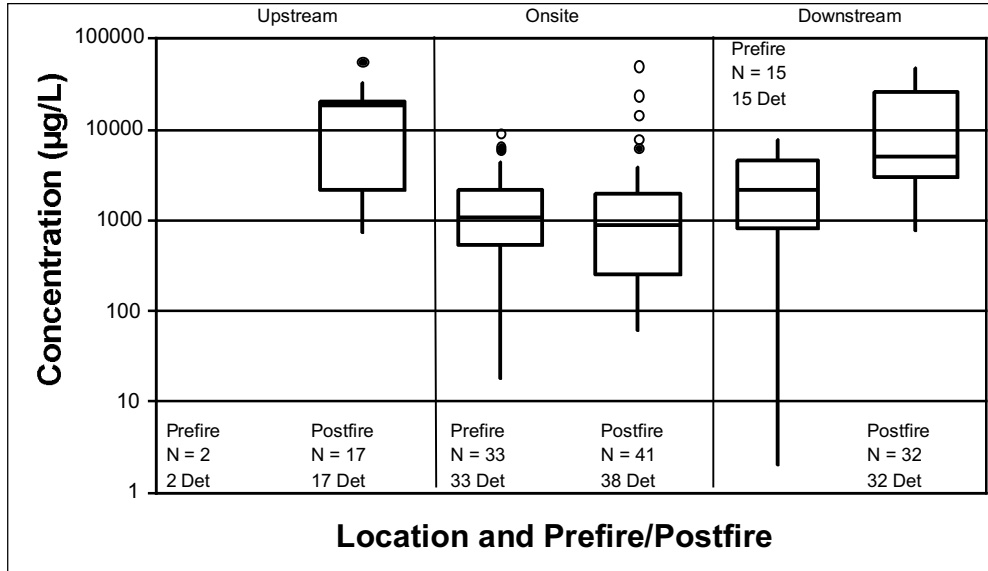 Upstream
Onsite
Downstream
100000
10000
1000
100
10
1
Concentration (µg/L)
Prefire
N = 2
2 Det
Postfire
N = 17
17 Det
Prefire
N = 33
33 Det
Postfire
N = 41
38 Det
Prefire
N = 15
15 Det
Postfire
N = 32
32 Det
Location and Prefire/Postfire